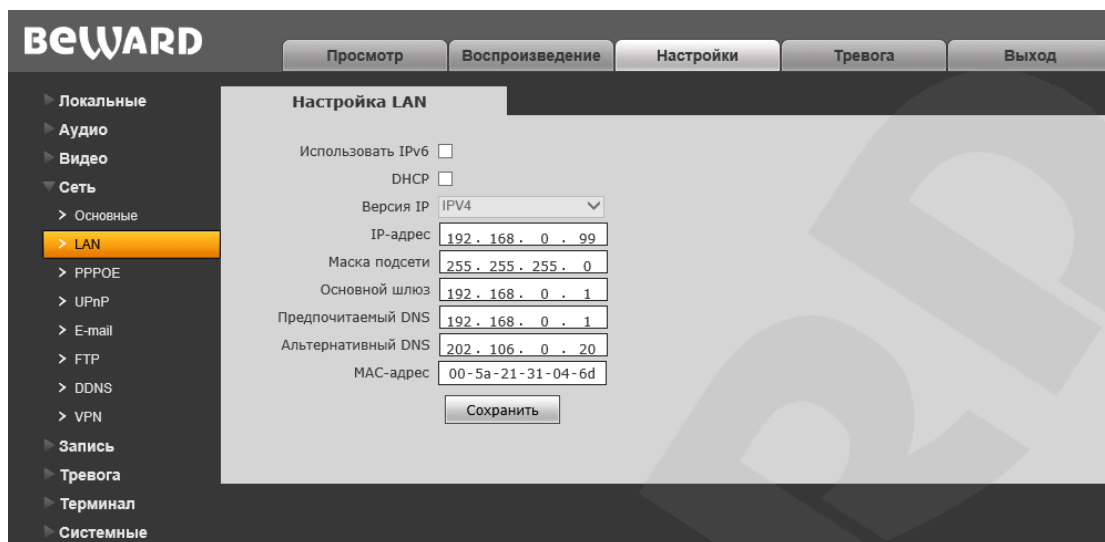 BEWARD
Просмотр Воспроизведение Настройки Тревога Выход
Локальные
Аудио
Видео
Сеть
> Основные
> LAN
> PPPOE
> UPnP
> E-mail
> FTP
> DDNS
> VPN
Запись
Тревога
Терминал
Системные
Настройка LAN
Использовать IPv6
DHCP
Версия IP IPV4
IP-адрес 192 . 168 . 0 . 99
Маска подсети 255 . 255 . 255 . 0
Основной шлюз 192 . 168 . 0 . 1
Предпочитаемый DNS 192 . 168 . 0 . 1
Альтернативный DNS 202 . 106 . 0 . 20
MAC-адрес 00-5a-21-31-04-6d
Сохранить